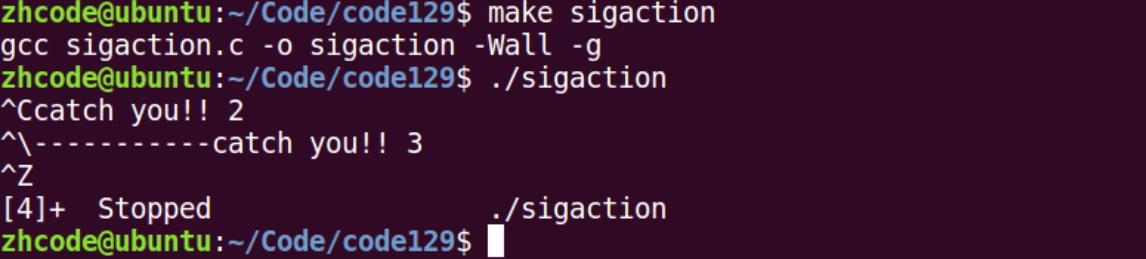 zhcode@ubuntu:~/Code/code129$ make sigaction
gcc sigaction.c -o sigaction -Wall -g
zhcode@ubuntu:~/Code/code129$ ./sigaction
^Ccatch you!! 2
^\-----------catch you!! 3
^Z
[4]+  Stopped                 ./sigaction
zhcode@ubuntu:~/Code/code129$